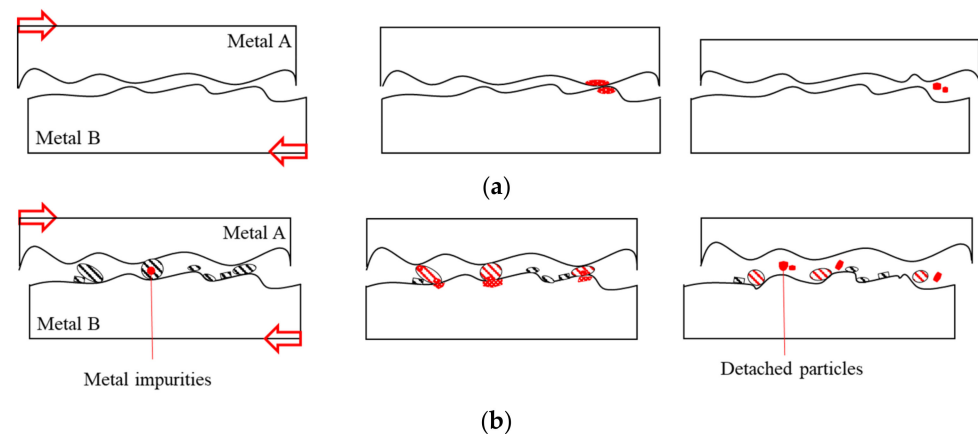 Metal A
Metal B
(a)
Metal A
Metal B
Metal impurities
Detached particles
(b)